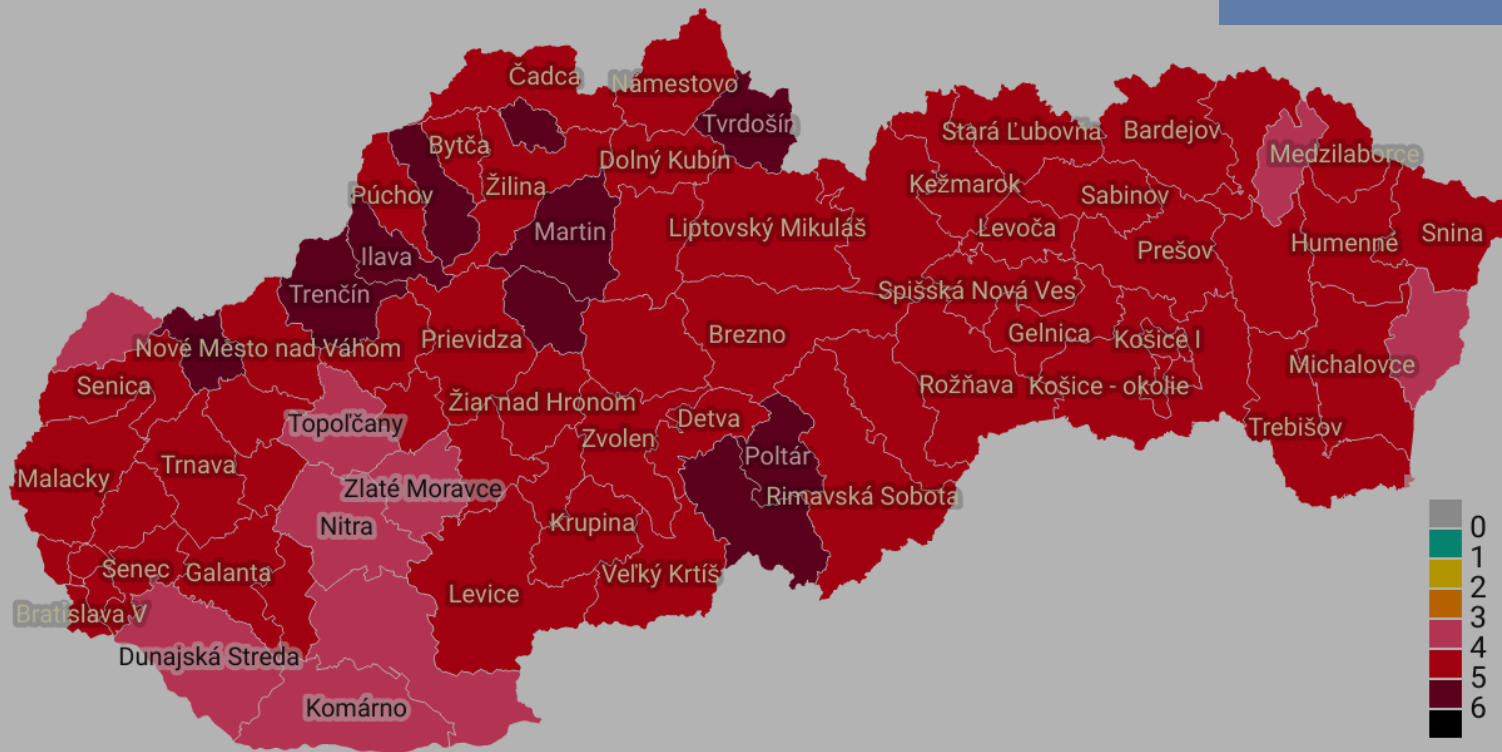 Čadca
Námestovo
Tvrdošín
Stará Ľubovňa
Bardejov
Bytča
Dolný Kubín
Medzilaborce
Púchov
Žilina
Kežmarok
Sabinov
Martin
Liptovský Mikuláš
Levoča
Snina
Humenné
Prešov
Ilava
Trenčín
Spišská Nová Ves
Nové Mesto nad Váhom
Prievidza
Brezno
Gelnica
Košice I
Michalovce
Senica
Rožňava
Košice - okolie
Žiar nad Hronom
Topoľčany
Detva
Zvolen
Trebišov
Trnava
Poltár
Malacky
Zlaté Moravce
Rimavská Sobota
Nitra
Krupina
Senec
Galanta
Veľký Krtíš
Levice
Bratislava V
Dunajská Streda
Komárno
0
1
2
3
4
5
6